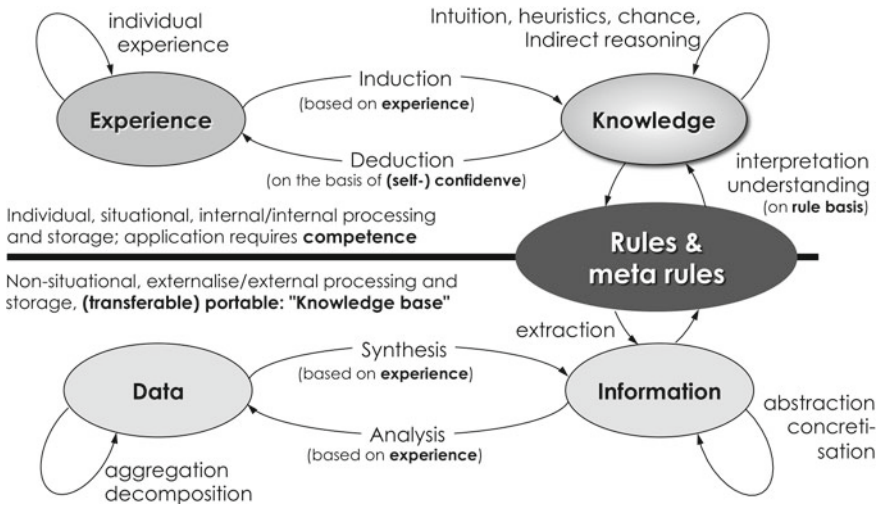 individual
experience
Intuition, heuristics, chance,
Indirect reasoning
Induction
(based on experience)
Experience
Knowledge
Deduction
(on the basis of (self-) confidenve)
interpretation
understanding
(on rule basis)
Individual, situational, internal/internal processing
and storage; application requires competence
Rules &
meta rules
Non-situational, externalise/external processing and
storage, (transferable) portable: "Knowledge base"
extraction
Synthesis
(based on experience)
Data
Information
Analysis
(based on experience)
abstraction
concreti-
sation
aggregation
decomposition